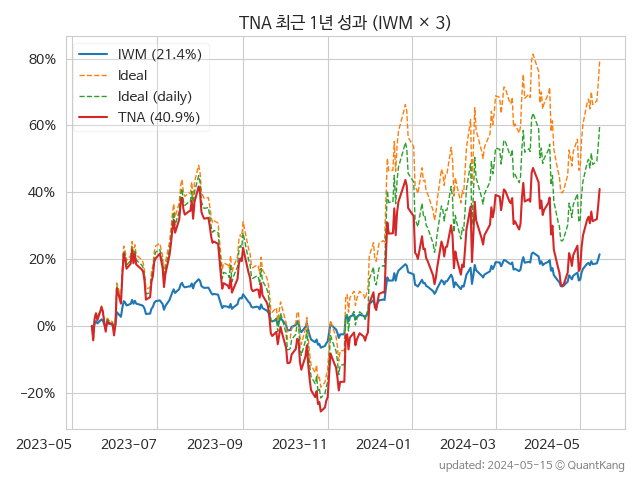 TNA 최근 1년 성과 (IWM × 3)
IWM (21.4%)
Ideal
Ideal (daily)
TNA (40.9%)
80%
60%
40%
20%
0%
−20%
2023-05 2023-07 2023-09 2023-11 2024-01 2024-03 2024-05
updated: 2024-05-15 © QuantKang